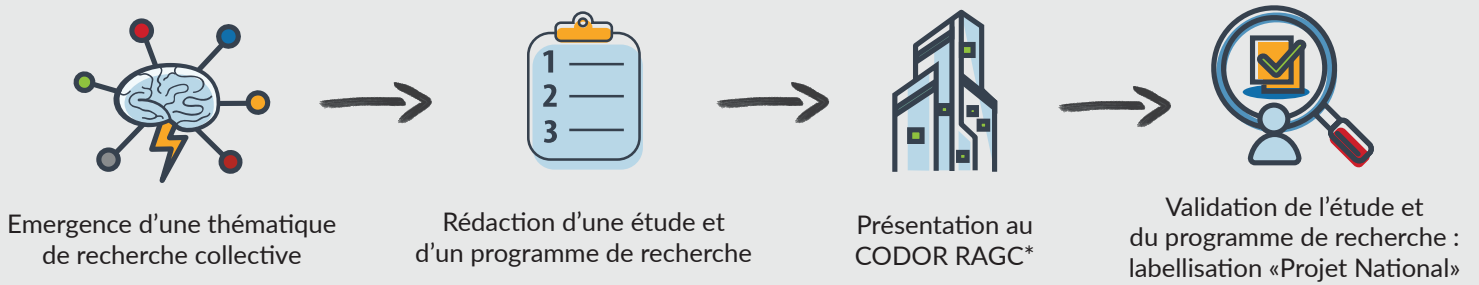 1
2
3
Emergence d’une thématique
de recherche collective
Rédaction d’une étude et
d’un programme de recherche
Présentation au
CODOR RAGC*
Validation de l’étude et
du programme de recherche :
labellisation «Projet National»